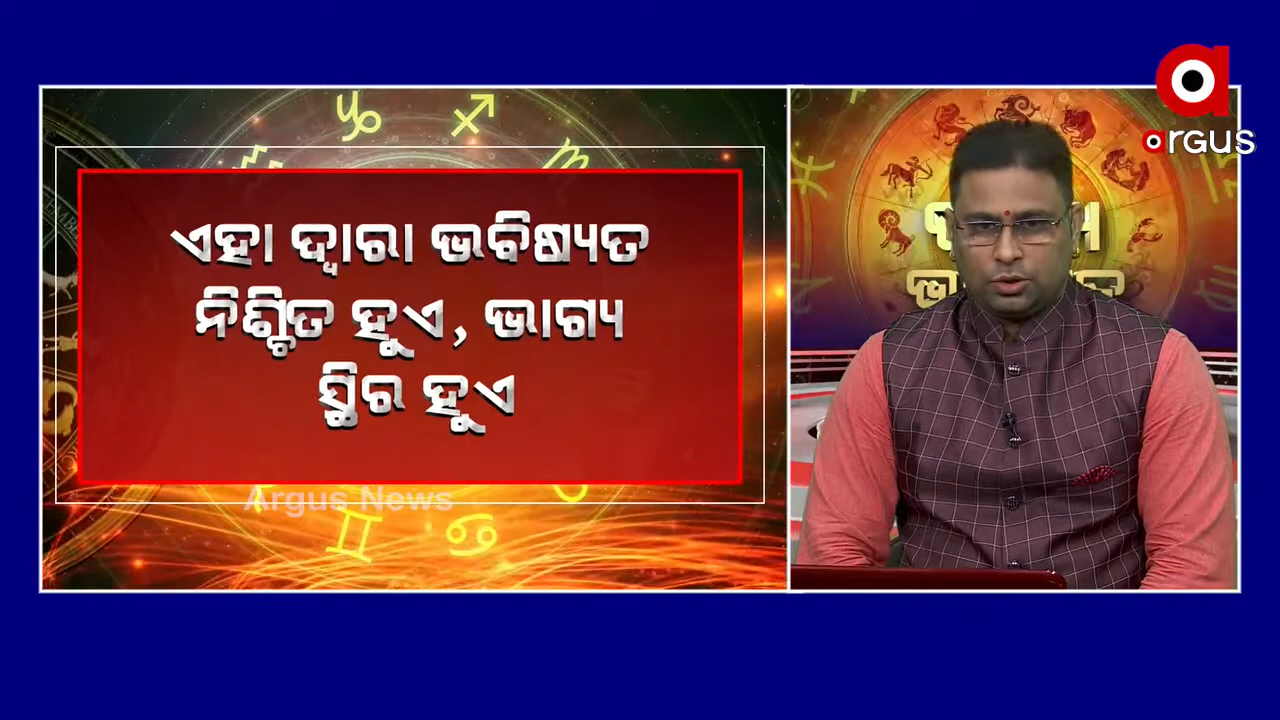 argus
ଏହା ଦ୍ୱାରା ଭବିଷ୍ୟତ
ନିଶ୍ଚିତ ହୁଏ, ଭାଗ୍ୟ
ସ୍ଥିର ହୁଏ
Argus News